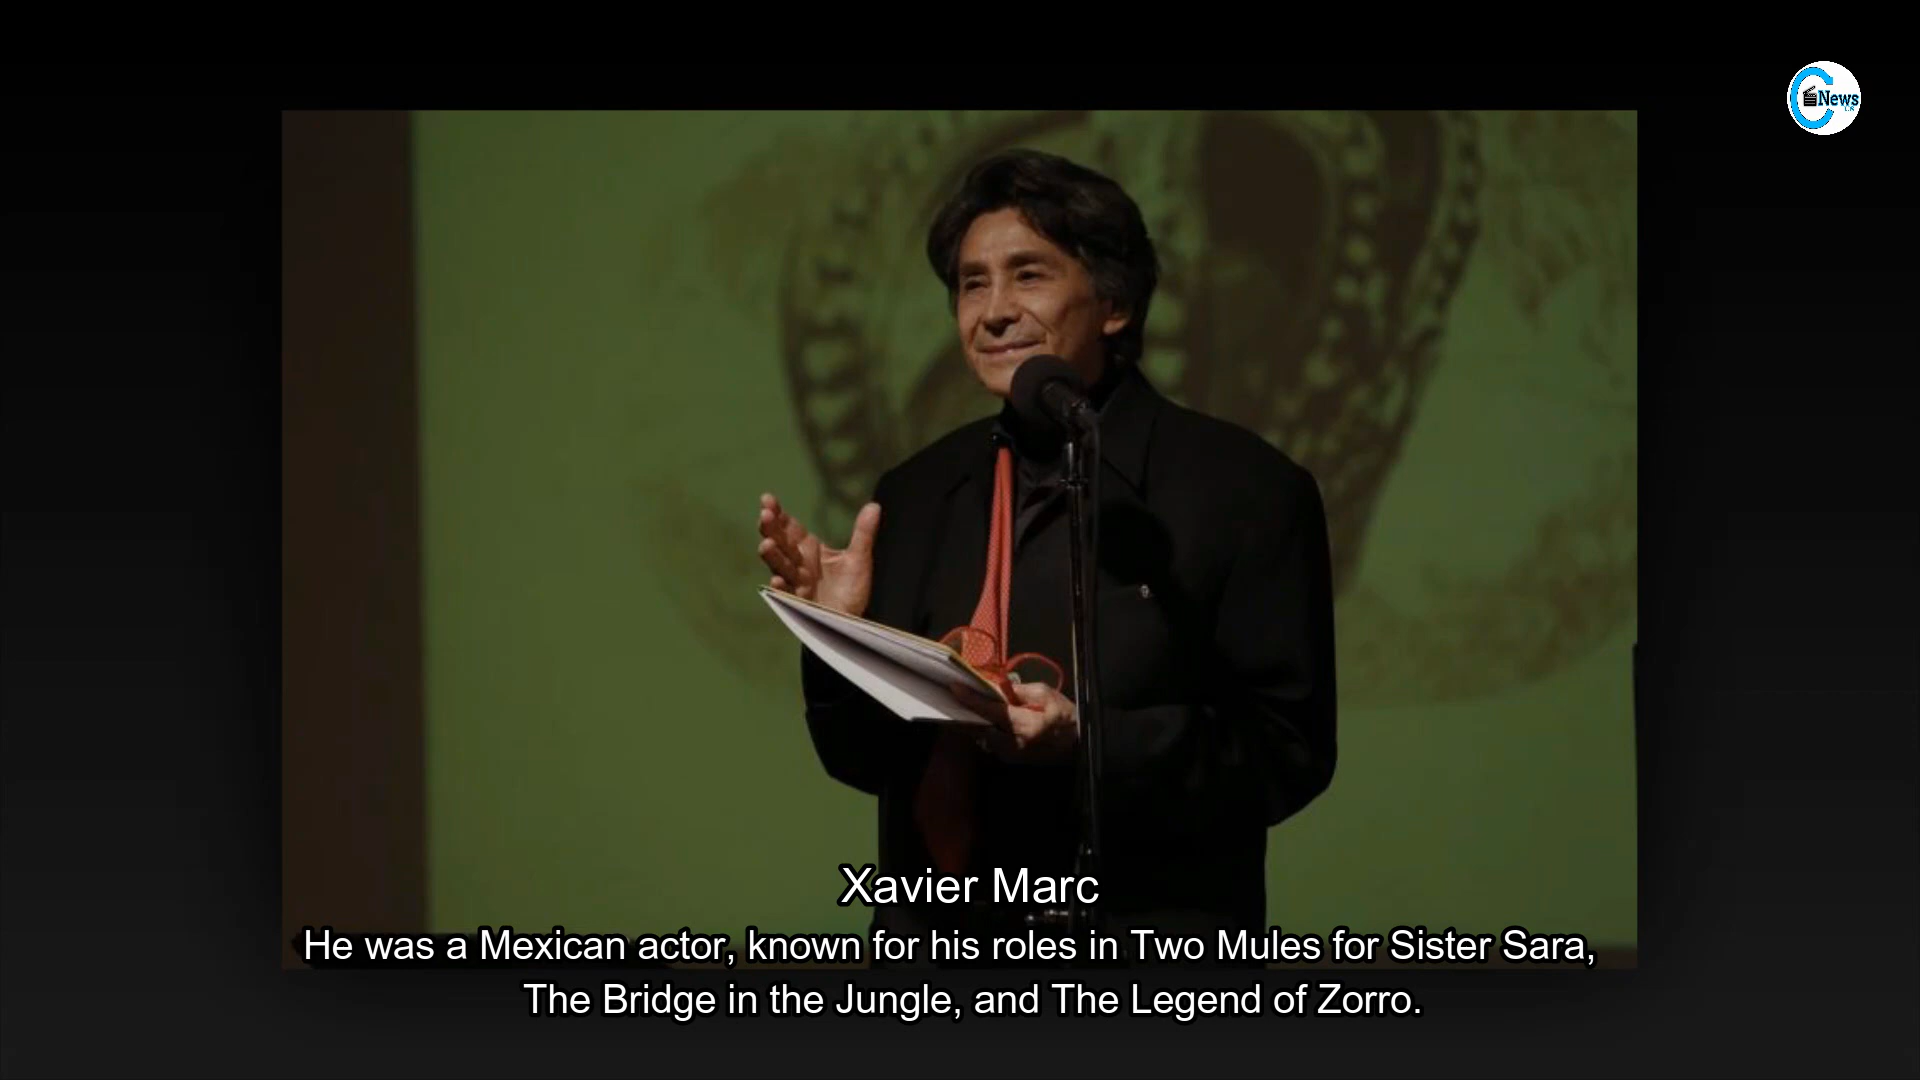 News
Xavier Marc
He was a Mexican actor, known for his roles in Two Mules for Sister Sara,
The Bridge in the Jungle, and The Legend of Zorro.